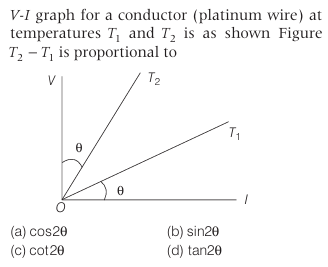 V-I graph for a conductor (platinum wire) at
temperatures T₁ and T₂ is as shown Figure
T₂ – T₁ is proportional to
V
T₂
θ
T₁
θ
O
I
(a) cos2θ (b) sin2θ
(c) cot2θ (d) tan2θ